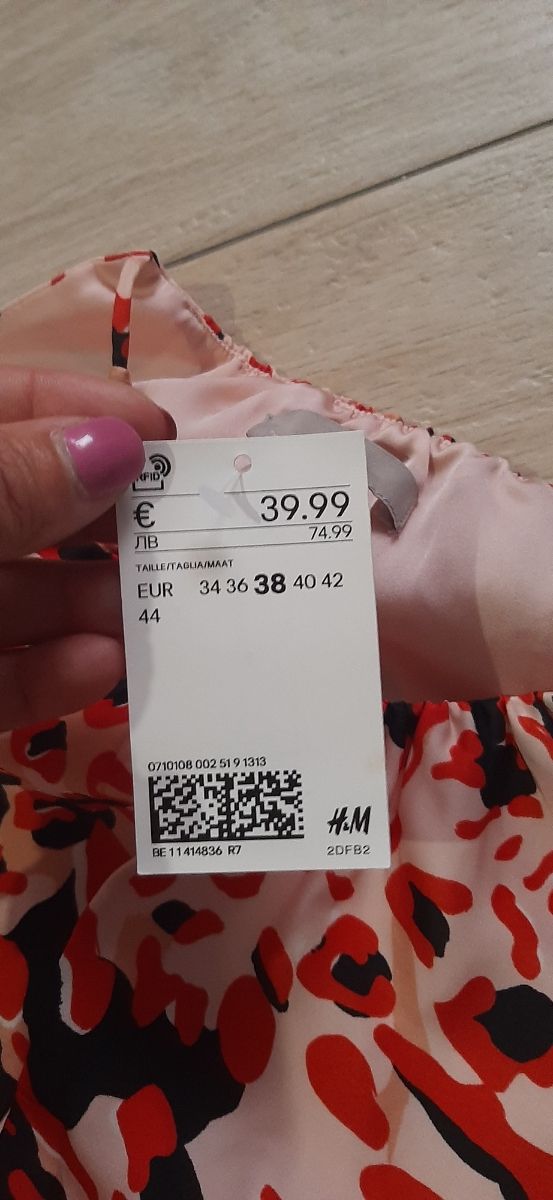 RFID
€ 39.99
ЛВ 74.99
TAILLE/TAGLIA/MAAT
EUR 34 36 38 40 42
44
0710108 002 51 9 1313
BE 11414836 R7
H&M
2DFB2